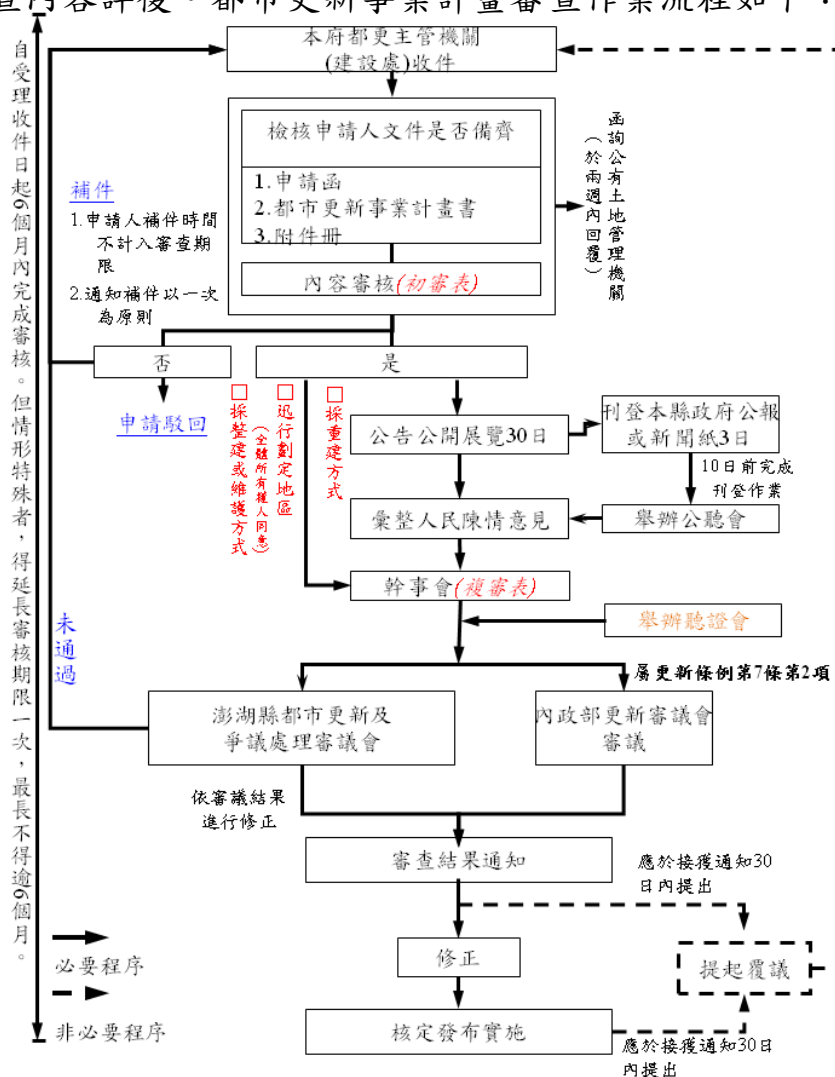 查內容詳後。都市更新事業計畫審查作業流程如下：
自受理收件日起6個月內完成審核。但情形特殊者，得延長審核期限一次，最長不得逾6個月。
本府都更主管機關
(建設處)收件
檢核申請人文件是否備齊
1.申請函
2.都市更新事業計畫書
3.附件冊
內容審核(初審表)
函詢公有土地管理機關
（於兩週內回覆）
補件
1.申請人補件時間
不計入審查期
限
2.通知補件以一次
為原則
否
是
申請駁回
□採整建或維護方式
□迅行劃定地區
（全體所有權人同意）
□採重建方式
公告公開展覽30日
刊登本縣政府公報
或新聞紙3日
10日前完成
刊登作業
彙整人民陳情意見
舉辦公聽會
幹事會(複審表)
舉辦聽證會
未通過
屬更新條例第7條第2項
澎湖縣都市更新及
爭議處理審議會
內政部更新審議會
審議
依審議結果
進行修正
審查結果通知
應於接獲通知30
日內提出
修正
提起覆議
必要程序
非必要程序
核定發布實施
應於接獲通知30日
內提出